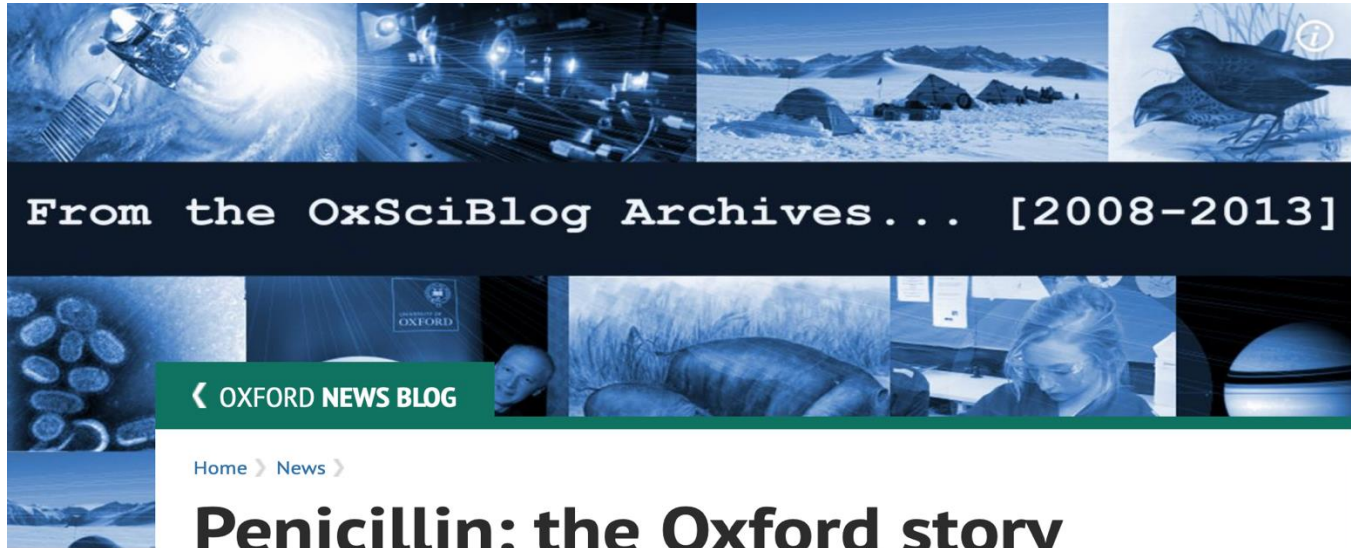 From the OxSciBlog Archives... [2008-2013]
UNIVERSITY OF
OXFORD
❮ OXFORD NEWS BLOG
Home 》 News 》
Penicillin: the Oxford story